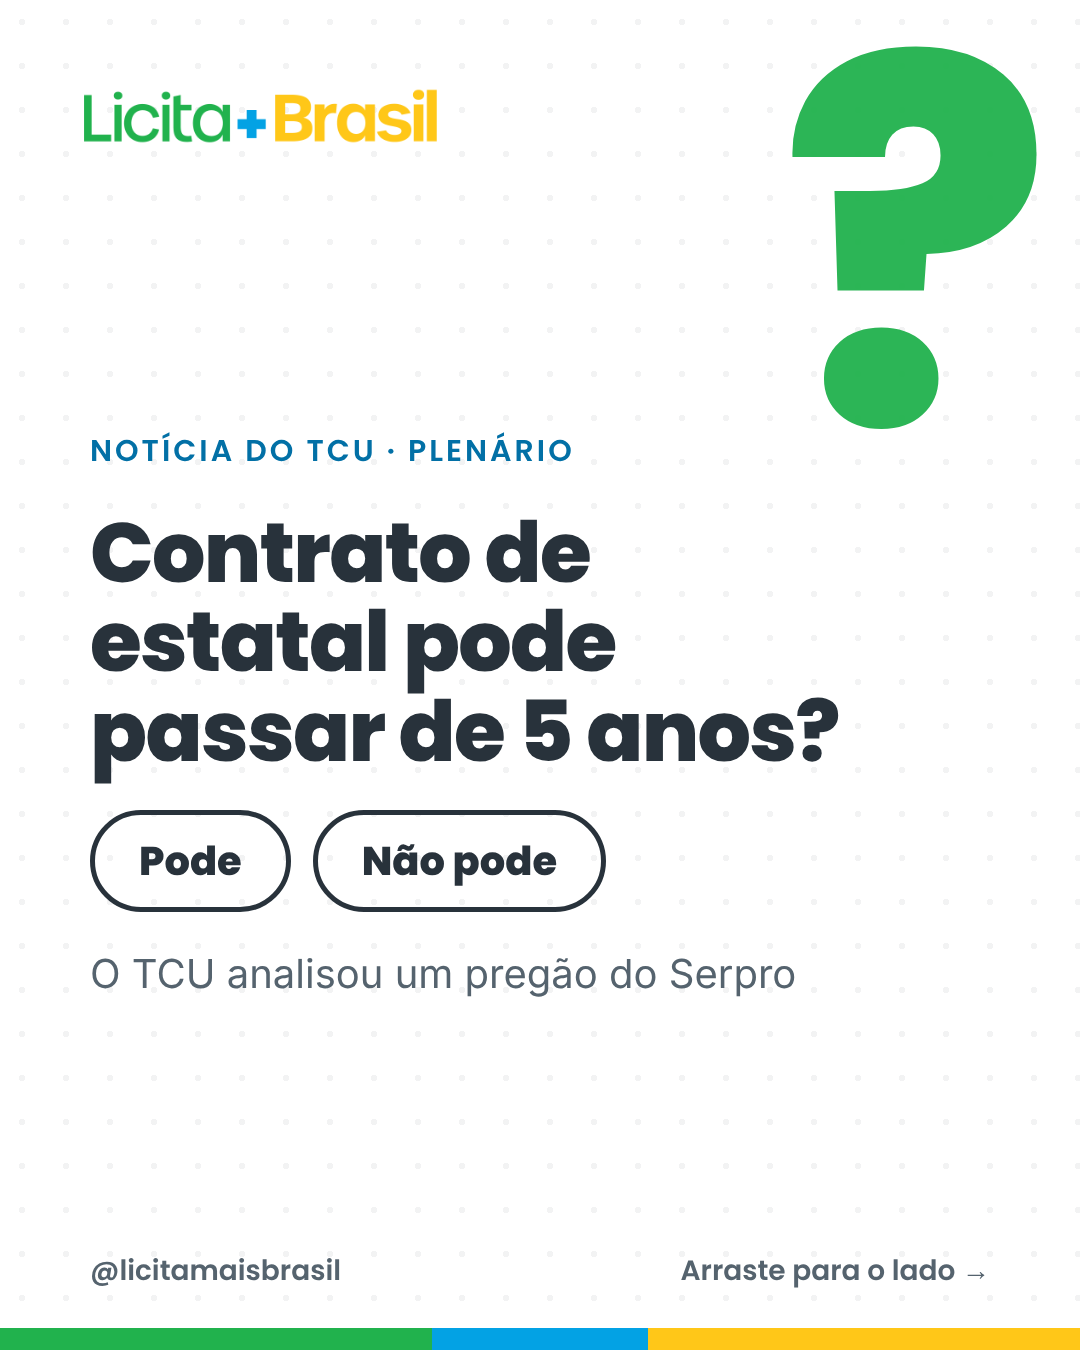 Licita+Brasil
?
NOTÍCIA DO TCU · PLENÁRIO
Contrato de
estatal pode
passar de 5 anos?
Pode
Não pode
O TCU analisou um pregão do Serpro
@licitamaisbrasil
Arraste para o lado →